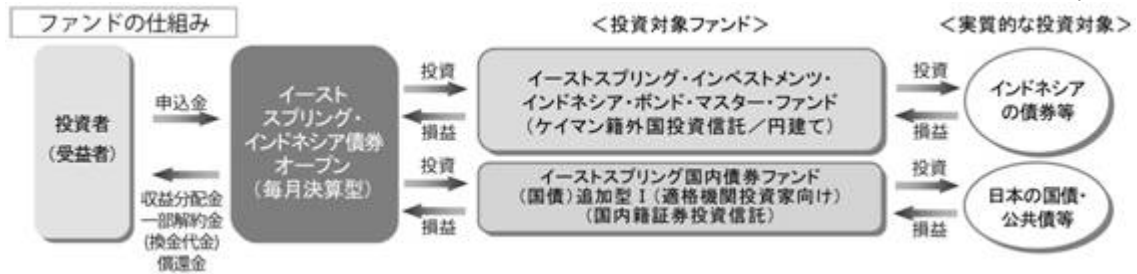 ファンドの仕組み
<投資対象ファンド>
<実質的な投資対象>
投資者
(受益者)
申込金
収益分配金
一部解約金
(換金代金)
償還金
イースト
スプリング・
インドネシア債券
オープン
(毎月決算型)
投資
損益
投資
損益
イーストスプリング・インベストメンツ・
インドネシア・ボンド・マスター・ファンド
(ケイマン籍外国投資信託/円建て)
イーストスプリング国内債券ファンド
(国債)追加型Ⅰ(適格機関投資家向け)
(国内籍証券投資信託)
投資
損益
投資
損益
インドネシア
の債券等
日本の国債・
公共債等